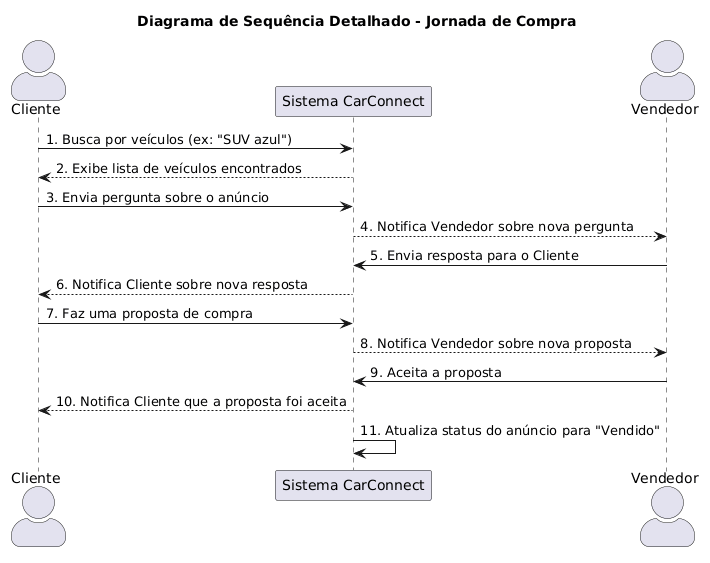 Diagrama de Sequência Detalhado - Jornada de Compra
Cliente
Sistema CarConnect
Vendedor
1. Busca por veículos (ex: "SUV azul")
2. Exibe lista de veículos encontrados
3. Envia pergunta sobre o anúncio
4. Notifica Vendedor sobre nova pergunta
5. Envia resposta para o Cliente
6. Notifica Cliente sobre nova resposta
7. Faz uma proposta de compra
8. Notifica Vendedor sobre nova proposta
9. Aceita a proposta
10. Notifica Cliente que a proposta foi aceita
11. Atualiza status do anúncio para "Vendido"
Cliente
Sistema CarConnect
Vendedor